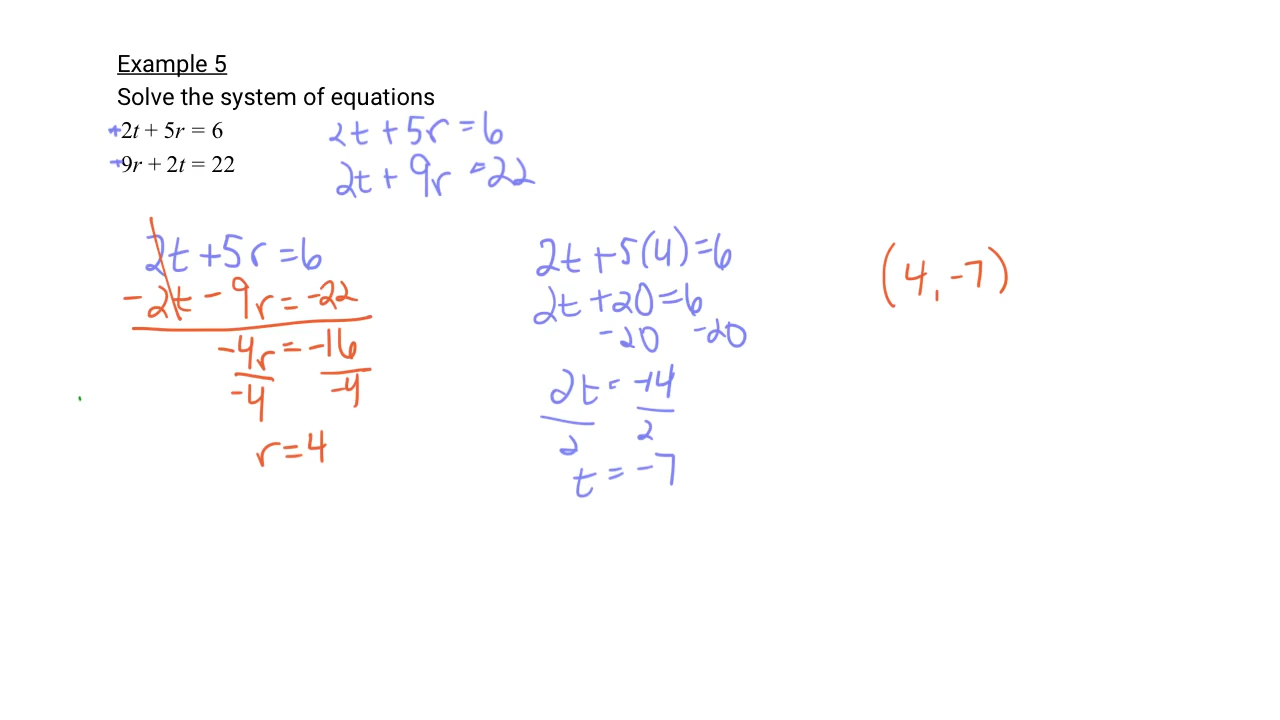 Example 5
Solve the system of equations
+2t + 5r = 6
+9r + 2t = 22
2t + 5r = 6
2t + 9r = 22
2t + 5r = 6
- 2t - 9r = -22
-4r = -16
-4 -4
r = 4
2t + 5(4) = 6
2t + 20 = 6
-20 -20
2t = -14
2 2
t = -7
(4, -7)